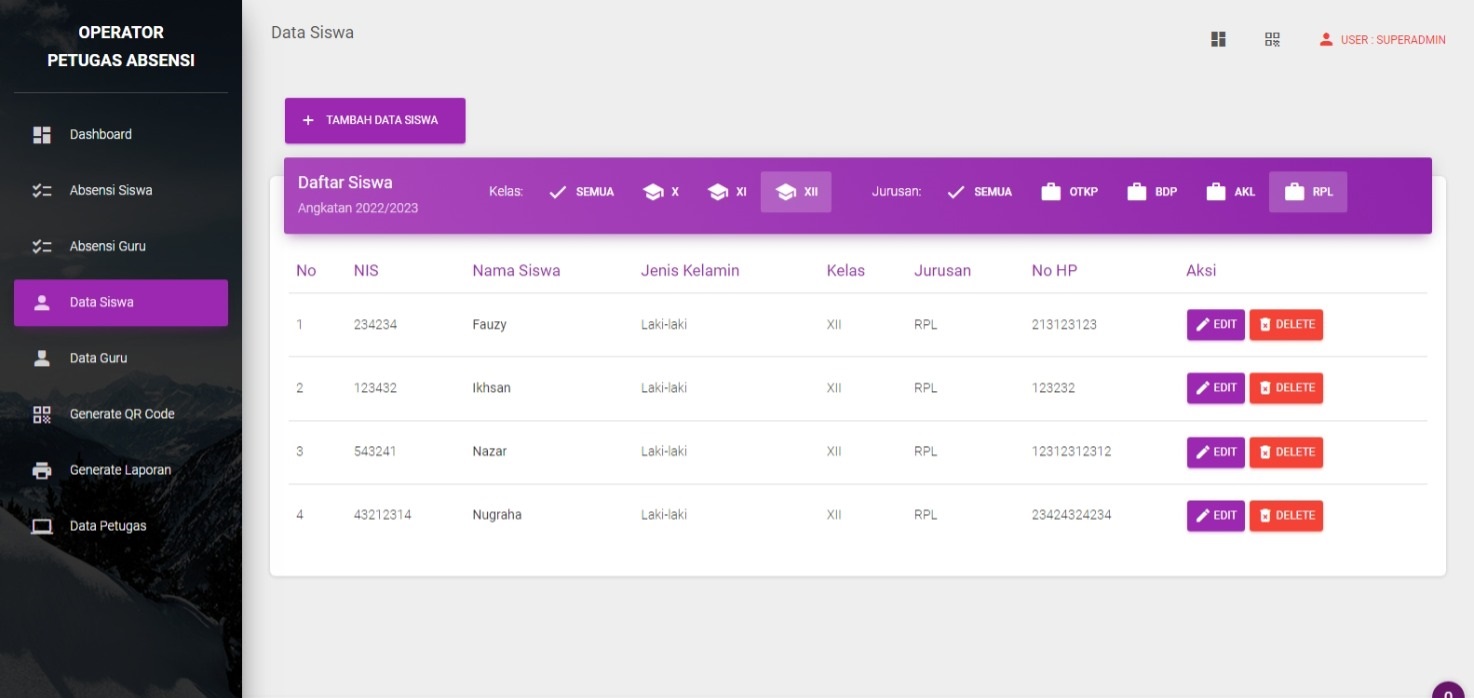 OPERATOR
PETUGAS ABSENSI
Dashboard
Absensi Siswa
Absensi Guru
Data Siswa
Data Guru
Generate QR Code
Generate Laporan
Data Petugas
Data Siswa
USER : SUPERADMIN
+ TAMBAH DATA SISWA
Daftar Siswa
Angkatan 2022/2023
Kelas: SEMUA X XI XII Jurusan: SEMUA OTKP BDP AKL RPL
No NIS Nama Siswa Jenis Kelamin Kelas Jurusan No HP Aksi
1 234234 Fauzy Laki-laki XII RPL 213123123 EDIT DELETE
2 123432 Ikhsan Laki-laki XII RPL 123232 EDIT DELETE
3 543241 Nazar Laki-laki XII RPL 12312312312 EDIT DELETE
4 43212314 Nugraha Laki-laki XII RPL 23424324234 EDIT DELETE